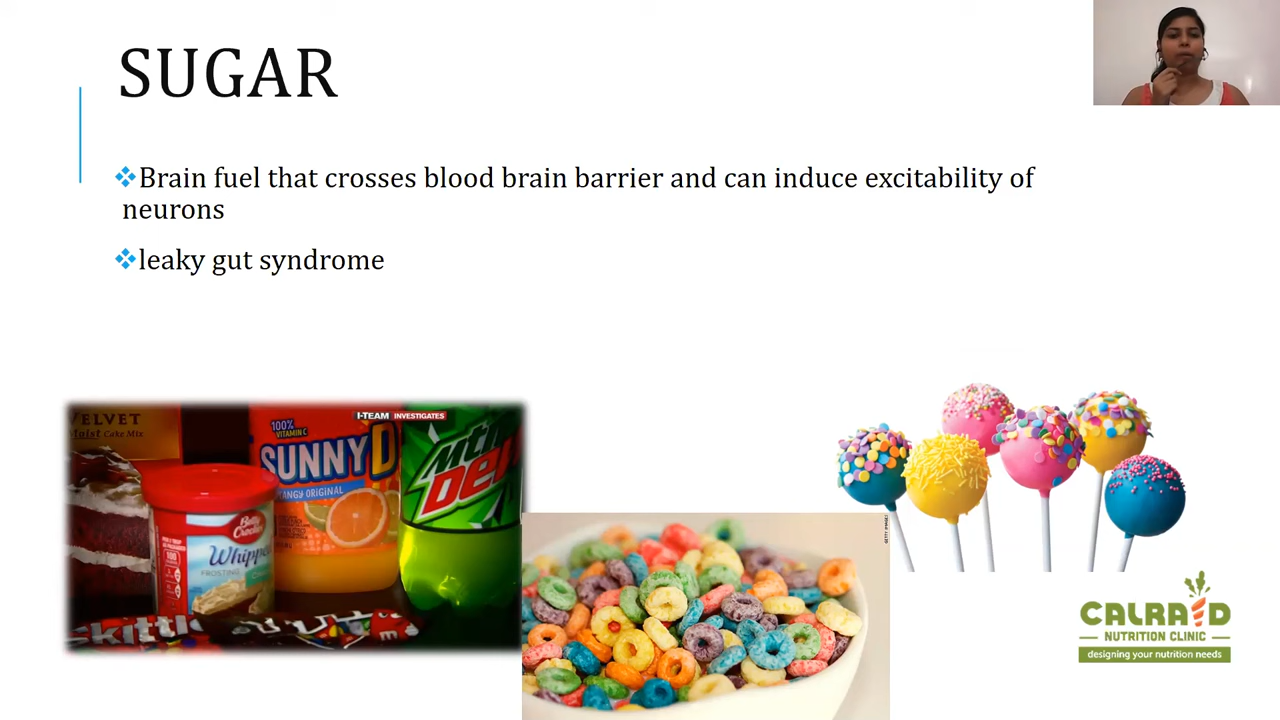 SUGAR
❖Brain fuel that crosses blood brain barrier and can induce excitability of
neurons
❖leaky gut syndrome
I-TEAM INVESTIGATES
VELVET
Moist Cake Mix
100%
VITAMIN C
SUNNYD
TANGY ORIGINAL
Mtn
DEW
Betty
Crocker
Whipped
FROSTING
skittl
GETTY IMAGES
CALRAID
NUTRITION CLINIC
designing your nutrition needs